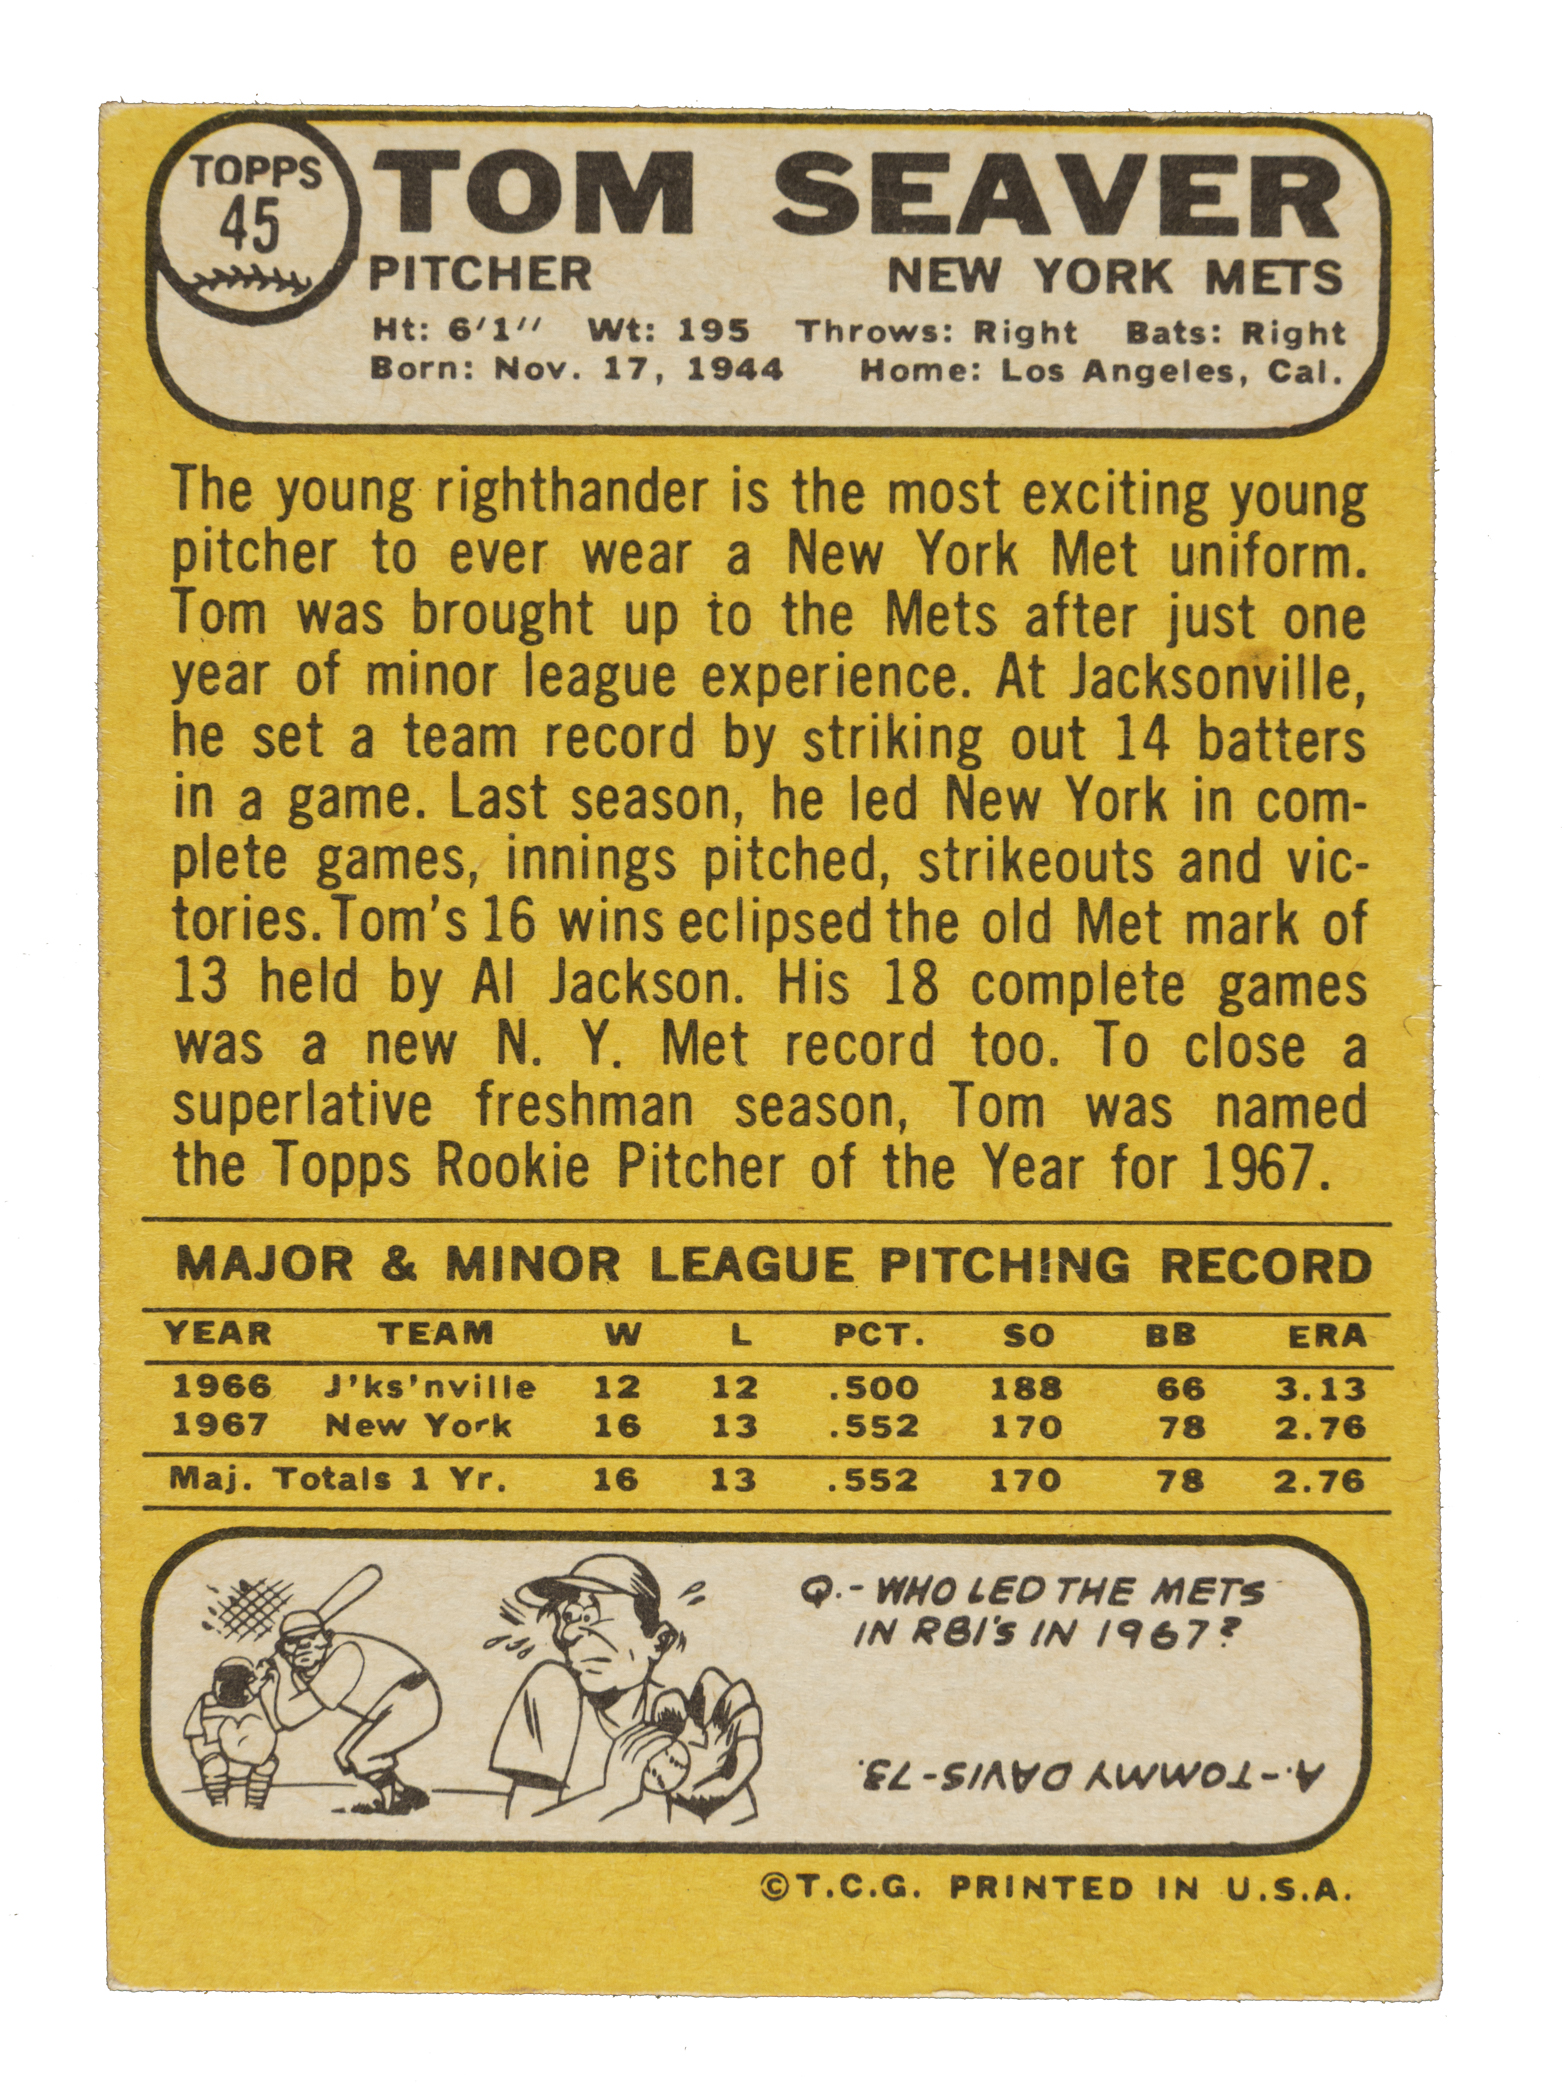 TOPPS
45
TOM SEAVER
PITCHER NEW YORK METS
Ht: 6'1" Wt: 195 Throws: Right Bats: Right
Born: Nov. 17, 1944 Home: Los Angeles, Cal.
The young righthander is the most exciting young
pitcher to ever wear a New York Met uniform.
Tom was brought up to the Mets after just one
year of minor league experience. At Jacksonville,
he set a team record by striking out 14 batters
in a game. Last season, he led New York in com-
plete games, innings pitched, strikeouts and vic-
tories. Tom's 16 wins eclipsed the old Met mark of
13 held by Al Jackson. His 18 complete games
was a new N. Y. Met record too. To close a
superlative freshman season, Tom was named
the Topps Rookie Pitcher of the Year for 1967.
MAJOR & MINOR LEAGUE PITCHING RECORD
YEAR TEAM W L PCT. SO BB ERA
1966 J'ks'nville 12 12 .500 188 66 3.13
1967 New York 16 13 .552 170 78 2.76
Maj. Totals 1 Yr. 16 13 .552 170 78 2.76
Q.- WHO LED THE METS
IN RBI'S IN 1967?
A.-TOMMY DAVIS-73.
©T.C.G. PRINTED IN U.S.A.